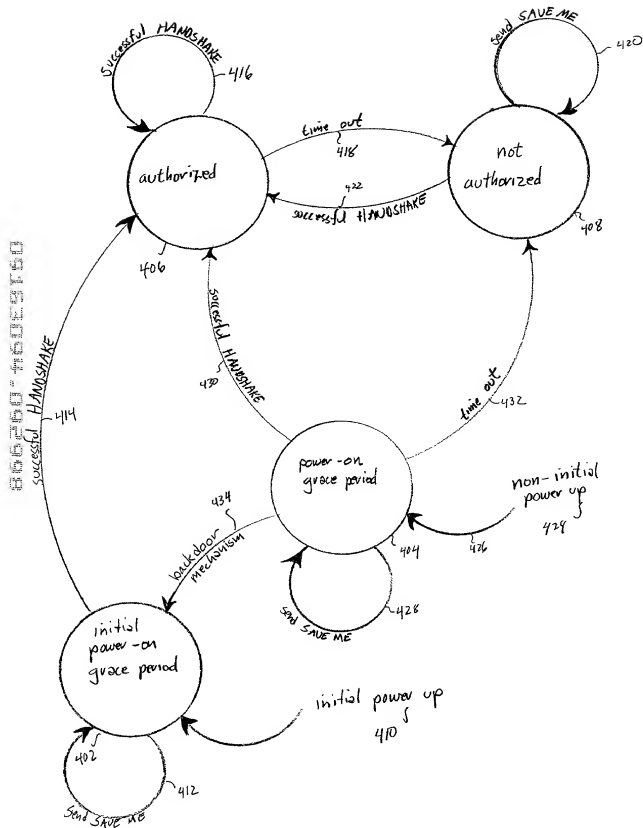 Successful HANDSHAKE
416
authorized
406
time out
418
422
successful HANDSHAKE
send SAVE ME
420
not
authorized
408
successful HANDSHAKE
414
successful HANDSHAKE
430
time out
432
power-on
grace period
404
non-initial
power up
424
426
434
backdoor
mechanism
428
send SAVE ME
initial
power-on
grace period
402
initial power up
410
412
send SAVE ME